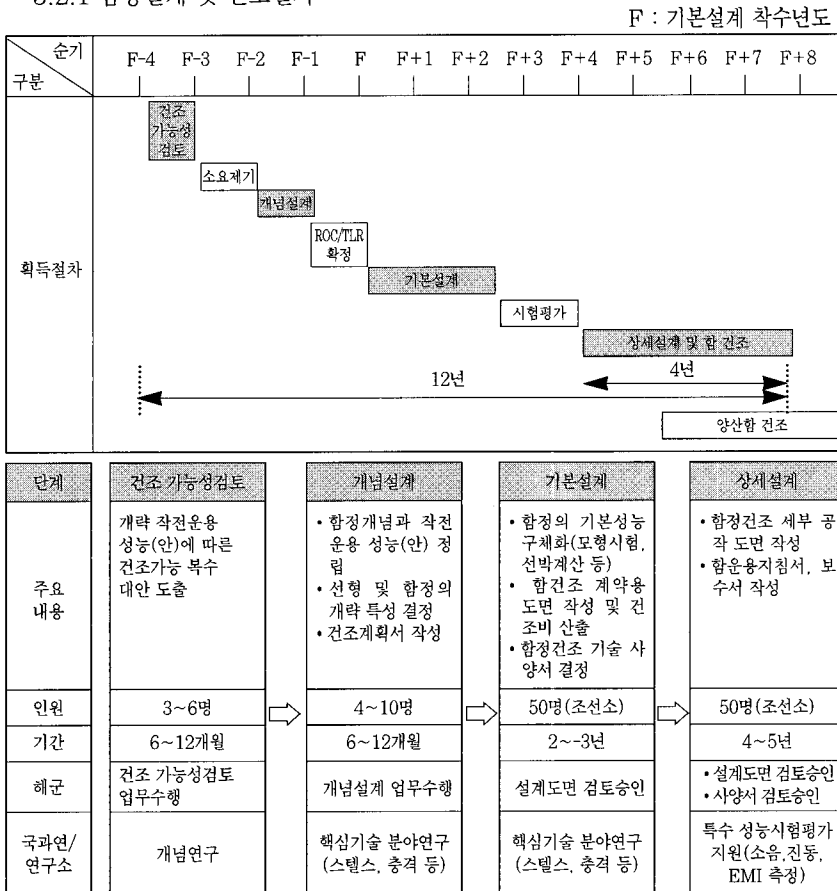 F : 기본설계 착수년도
순기
구분
F-4 F-3 F-2 F-1 F F+1 F+2 F+3 F+4 F+5 F+6 F+7 F+8
획득절차
건조
가능성
검토
소요제기
개념설계
ROC/TLR
확정
기본설계
시험평가
상세설계 및 함 건조
12년
4년
양산함 건조
단계
건조 가능성검토
개념설계
기본설계
상세설계
주요
내용
개략 작전운용
성능(안)에 따른
건조가능 복수
대안 도출
• 함정개념과 작전
운용 성능(안) 정
립
• 선형 및 함정의
개략 특성 결정
• 건조계획서 작성
• 함정의 기본성능
구체화(모형시험,
선박계산 등)
• 함건조 계약용
도면 작성 및 건
조비 산출
• 함정건조 기술 사
양서 결정
• 함정건조 세부 공
작 도면 작성
• 함운용지침서, 보
수서 작성
인원
3~6명
4~10명
50명(조선소)
50명(조선소)
기간
6~12개월
6~12개월
2~-3년
4~5년
해군
건조 가능성검토
업무수행
개념설계 업무수행
설계도면 검토승인
• 설계도면 검토승인
• 사양서 검토승인
국과연/
연구소
개념연구
핵심기술 분야연구
(스텔스, 충격 등)
핵심기술 분야연구
(스텔스, 충격 등)
특수 성능시험평가
지원(소음,진동,
EMI 측정)